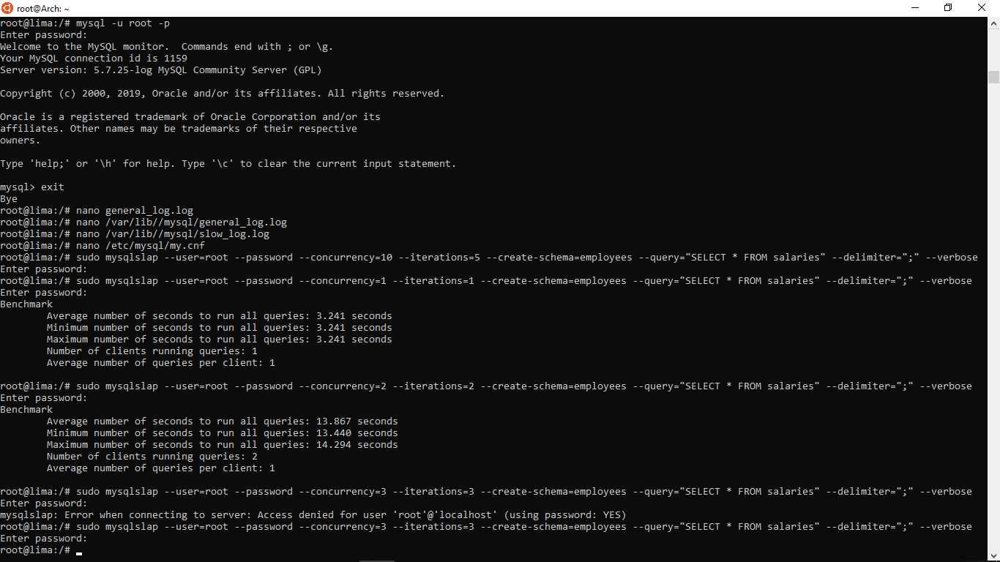 root@Arch: ~
root@lima:/# mysql -u root -p
Enter password:
Welcome to the MySQL monitor.  Commands end with ; or \g.
Your MySQL connection id is 1159
Server version: 5.7.25-log MySQL Community Server (GPL)

Copyright (c) 2000, 2019, Oracle and/or its affiliates. All rights reserved.

Oracle is a registered trademark of Oracle Corporation and/or its
affiliates. Other names may be trademarks of their respective
owners.

Type 'help;' or '\h' for help. Type '\c' to clear the current input statement.

mysql> exit
Bye
root@lima:/# nano general_log.log
root@lima:/# nano /var/lib//mysql/general_log.log
root@lima:/# nano /var/lib//mysql/slow_log.log
root@lima:/# nano /etc/mysql/my.cnf
root@lima:/# sudo mysqlslap --user=root --password --concurrency=10 --iterations=5 --create-schema=employees --query="SELECT * FROM salaries" --delimiter=";" --verbose
Enter password:
root@lima:/# sudo mysqlslap --user=root --password --concurrency=1 --iterations=1 --create-schema=employees --query="SELECT * FROM salaries" --delimiter=";" --verbose
Enter password:
Benchmark
        Average number of seconds to run all queries: 3.241 seconds
        Minimum number of seconds to run all queries: 3.241 seconds
        Maximum number of seconds to run all queries: 3.241 seconds
        Number of clients running queries: 1
        Average number of queries per client: 1

root@lima:/# sudo mysqlslap --user=root --password --concurrency=2 --iterations=2 --create-schema=employees --query="SELECT * FROM salaries" --delimiter=";" --verbose
Enter password:
Benchmark
        Average number of seconds to run all queries: 13.867 seconds
        Minimum number of seconds to run all queries: 13.440 seconds
        Maximum number of seconds to run all queries: 14.294 seconds
        Number of clients running queries: 2
        Average number of queries per client: 1

root@lima:/# sudo mysqlslap --user=root --password --concurrency=3 --iterations=3 --create-schema=employees --query="SELECT * FROM salaries" --delimiter=";" --verbose
Enter password:
mysqlslap: Error when connecting to server: Access denied for user 'root'@'localhost' (using password: YES)
root@lima:/# sudo mysqlslap --user=root --password --concurrency=3 --iterations=3 --create-schema=employees --query="SELECT * FROM salaries" --delimiter=";" --verbose
Enter password:
root@lima:/#